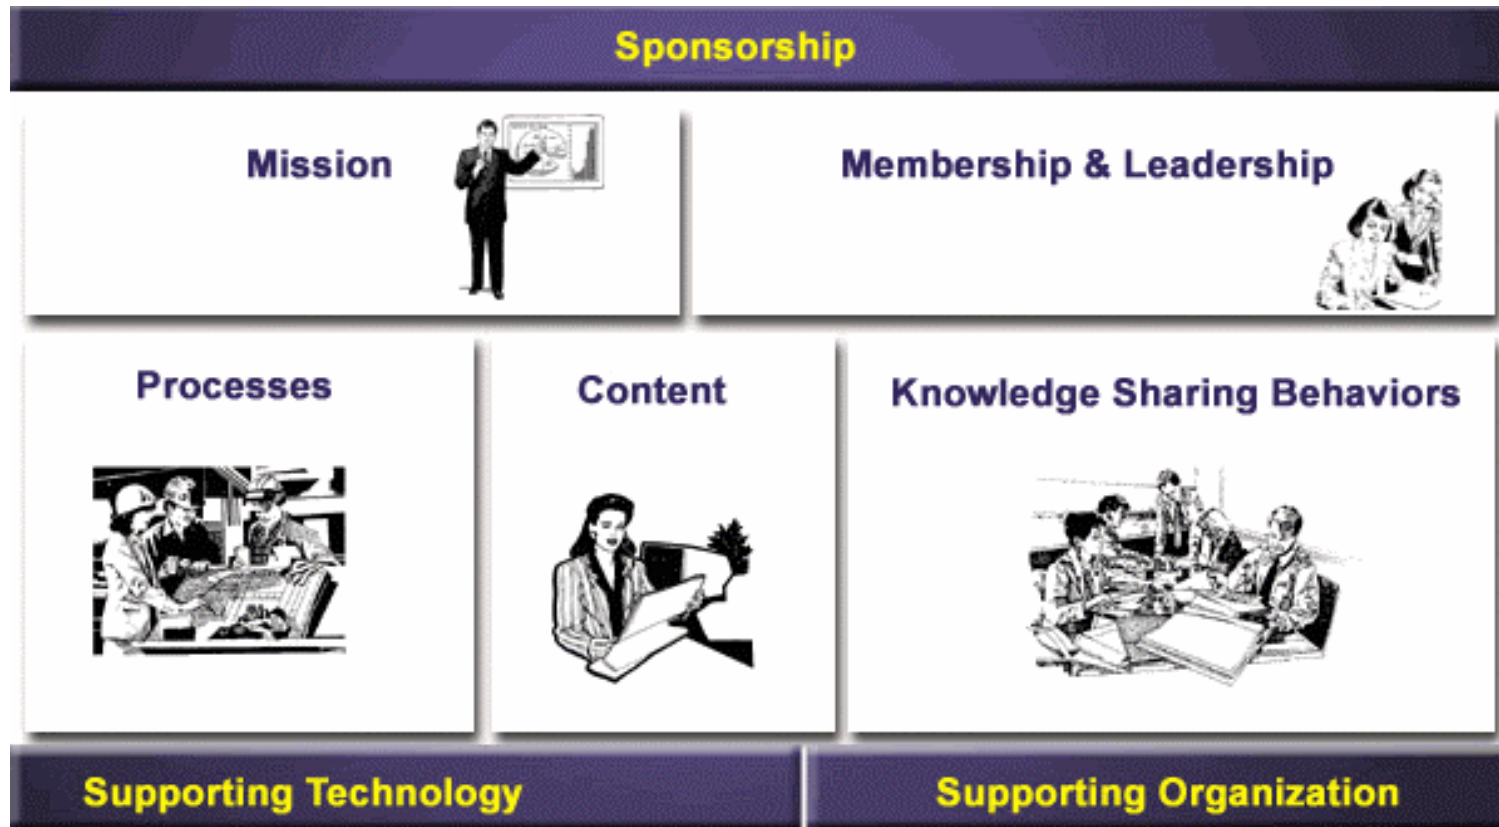 Sponsorship
Mission
Membership & Leadership
Processes
Content
Knowledge Sharing Behaviors
Supporting Technology
Supporting Organization